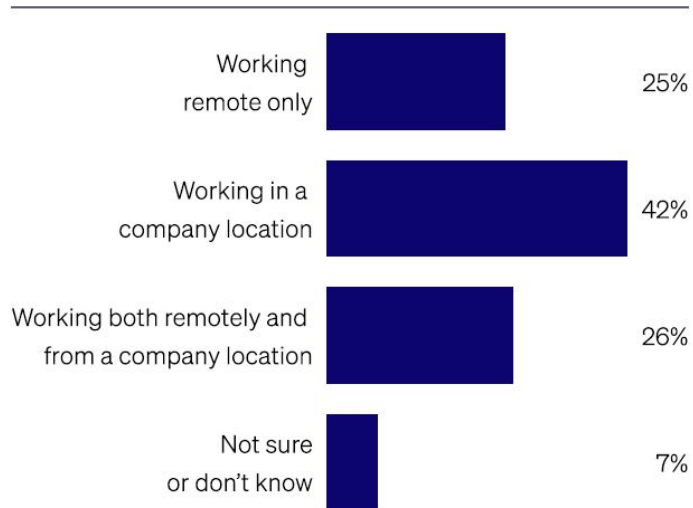 Working
remote only
25%
Working in a
company location
42%
Working both remotely and
from a company location
26%
Not sure
or don’t know
7%